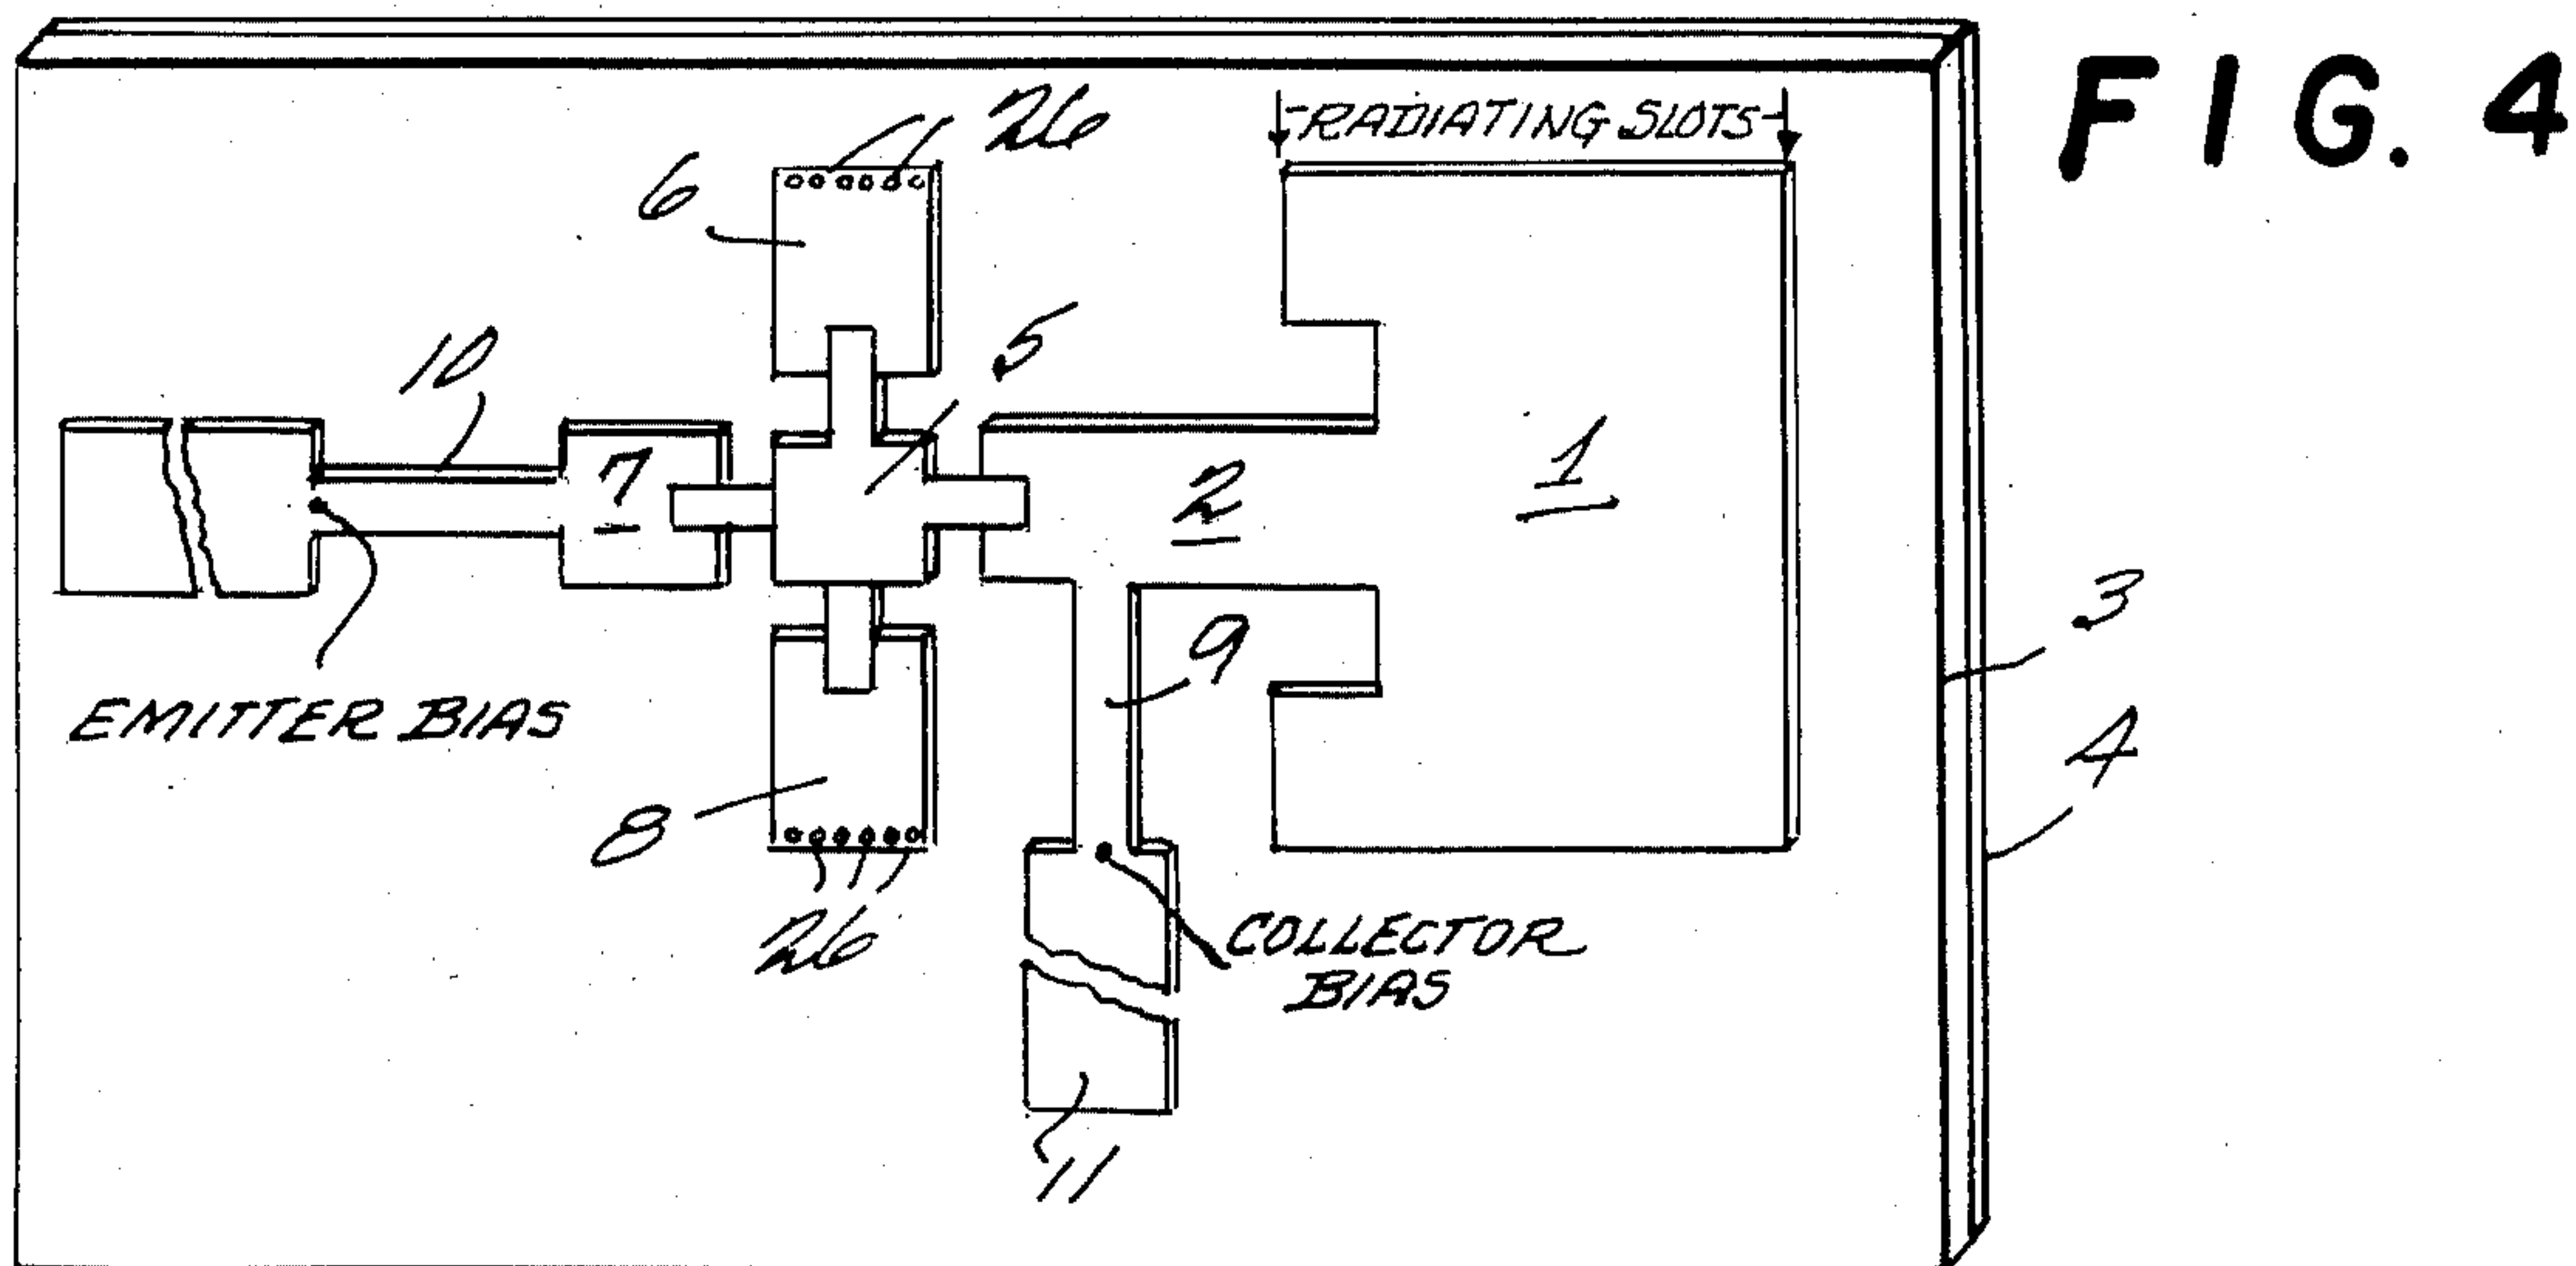 FIG. 4
RADIATING SLOTS
26
6
5
10
7
2
1
3
9
EMITTER BIAS
4
8
26
COLLECTOR
BIAS
11